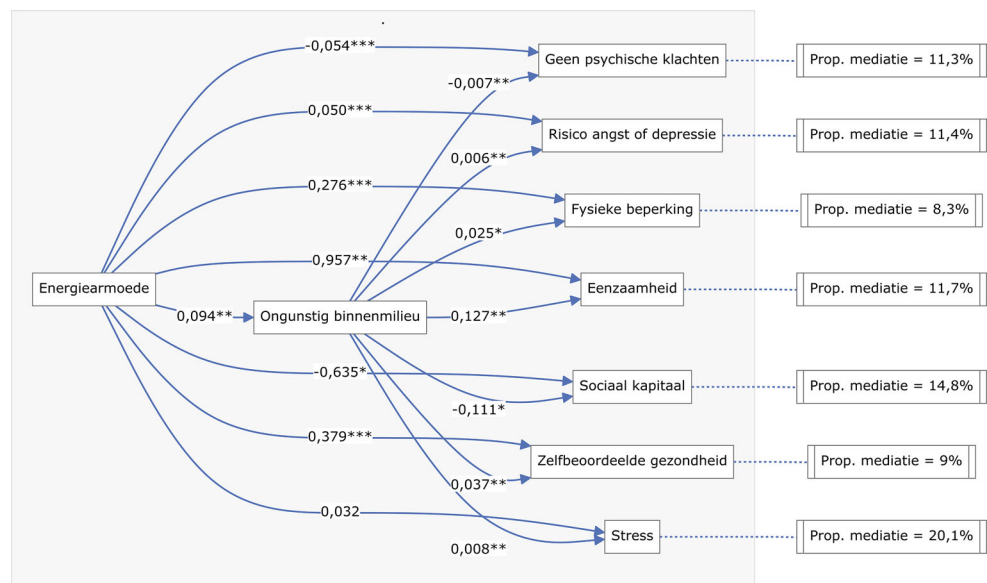 -0,054***
Geen psychische klachten
Prop. mediatie = 11,3%
-0,007**
0,050***
Risico angst of depressie
Prop. mediatie = 11,4%
0,006**
0,276***
Fysieke beperking
Prop. mediatie = 8,3%
0,025*
0,957**
Energiearmoede
Eenzaamheid
Prop. mediatie = 11,7%
0,094**
Ongunstig binnenmilieu
0,127**
-0,635*
Sociaal kapitaal
Prop. mediatie = 14,8%
-0,111*
0,379***
Zelfbeoordeelde gezondheid
Prop. mediatie = 9%
0,037**
0,032
Stress
Prop. mediatie = 20,1%
0,008**